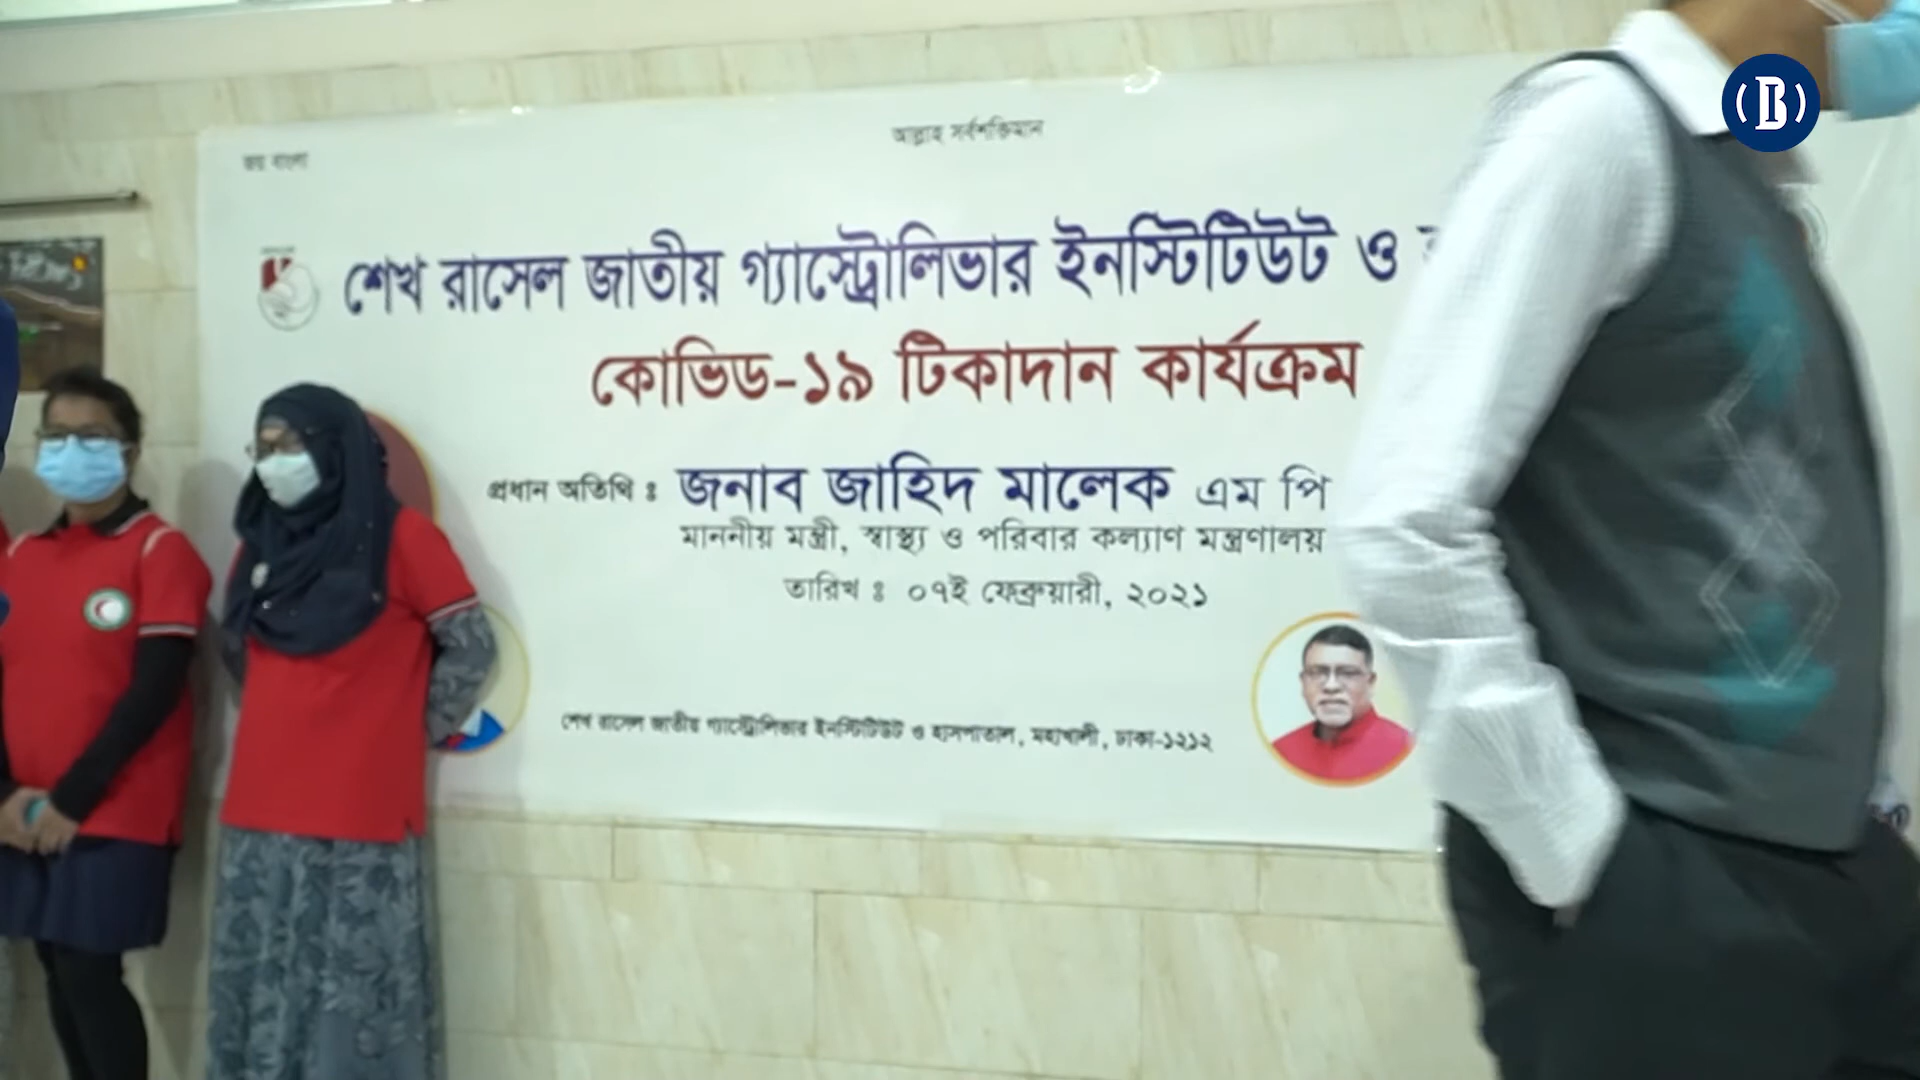 আল্লাহ সর্বশক্তিমান
জয় বাংলা
শেখ রাসেল জাতীয় গ্যাস্ট্রোলিভার ইনস্টিটিউট ও
কোভিড-১৯ টিকাদান কার্যক্রম
প্রধান অতিথি ঃ জনাব জাহিদ মালেক এম পি
মাননীয় মন্ত্রী, স্বাস্থ্য ও পরিবার কল্যাণ মন্ত্রণালয়
তারিখ ঃ ০৭ই ফেব্রুয়ারী, ২০২১
শেখ রাসেল জাতীয় গ্যাস্ট্রোলিভার ইনস্টিটিউট ও হাসপাতাল, মহাখালী, ঢাকা-১২১২
B